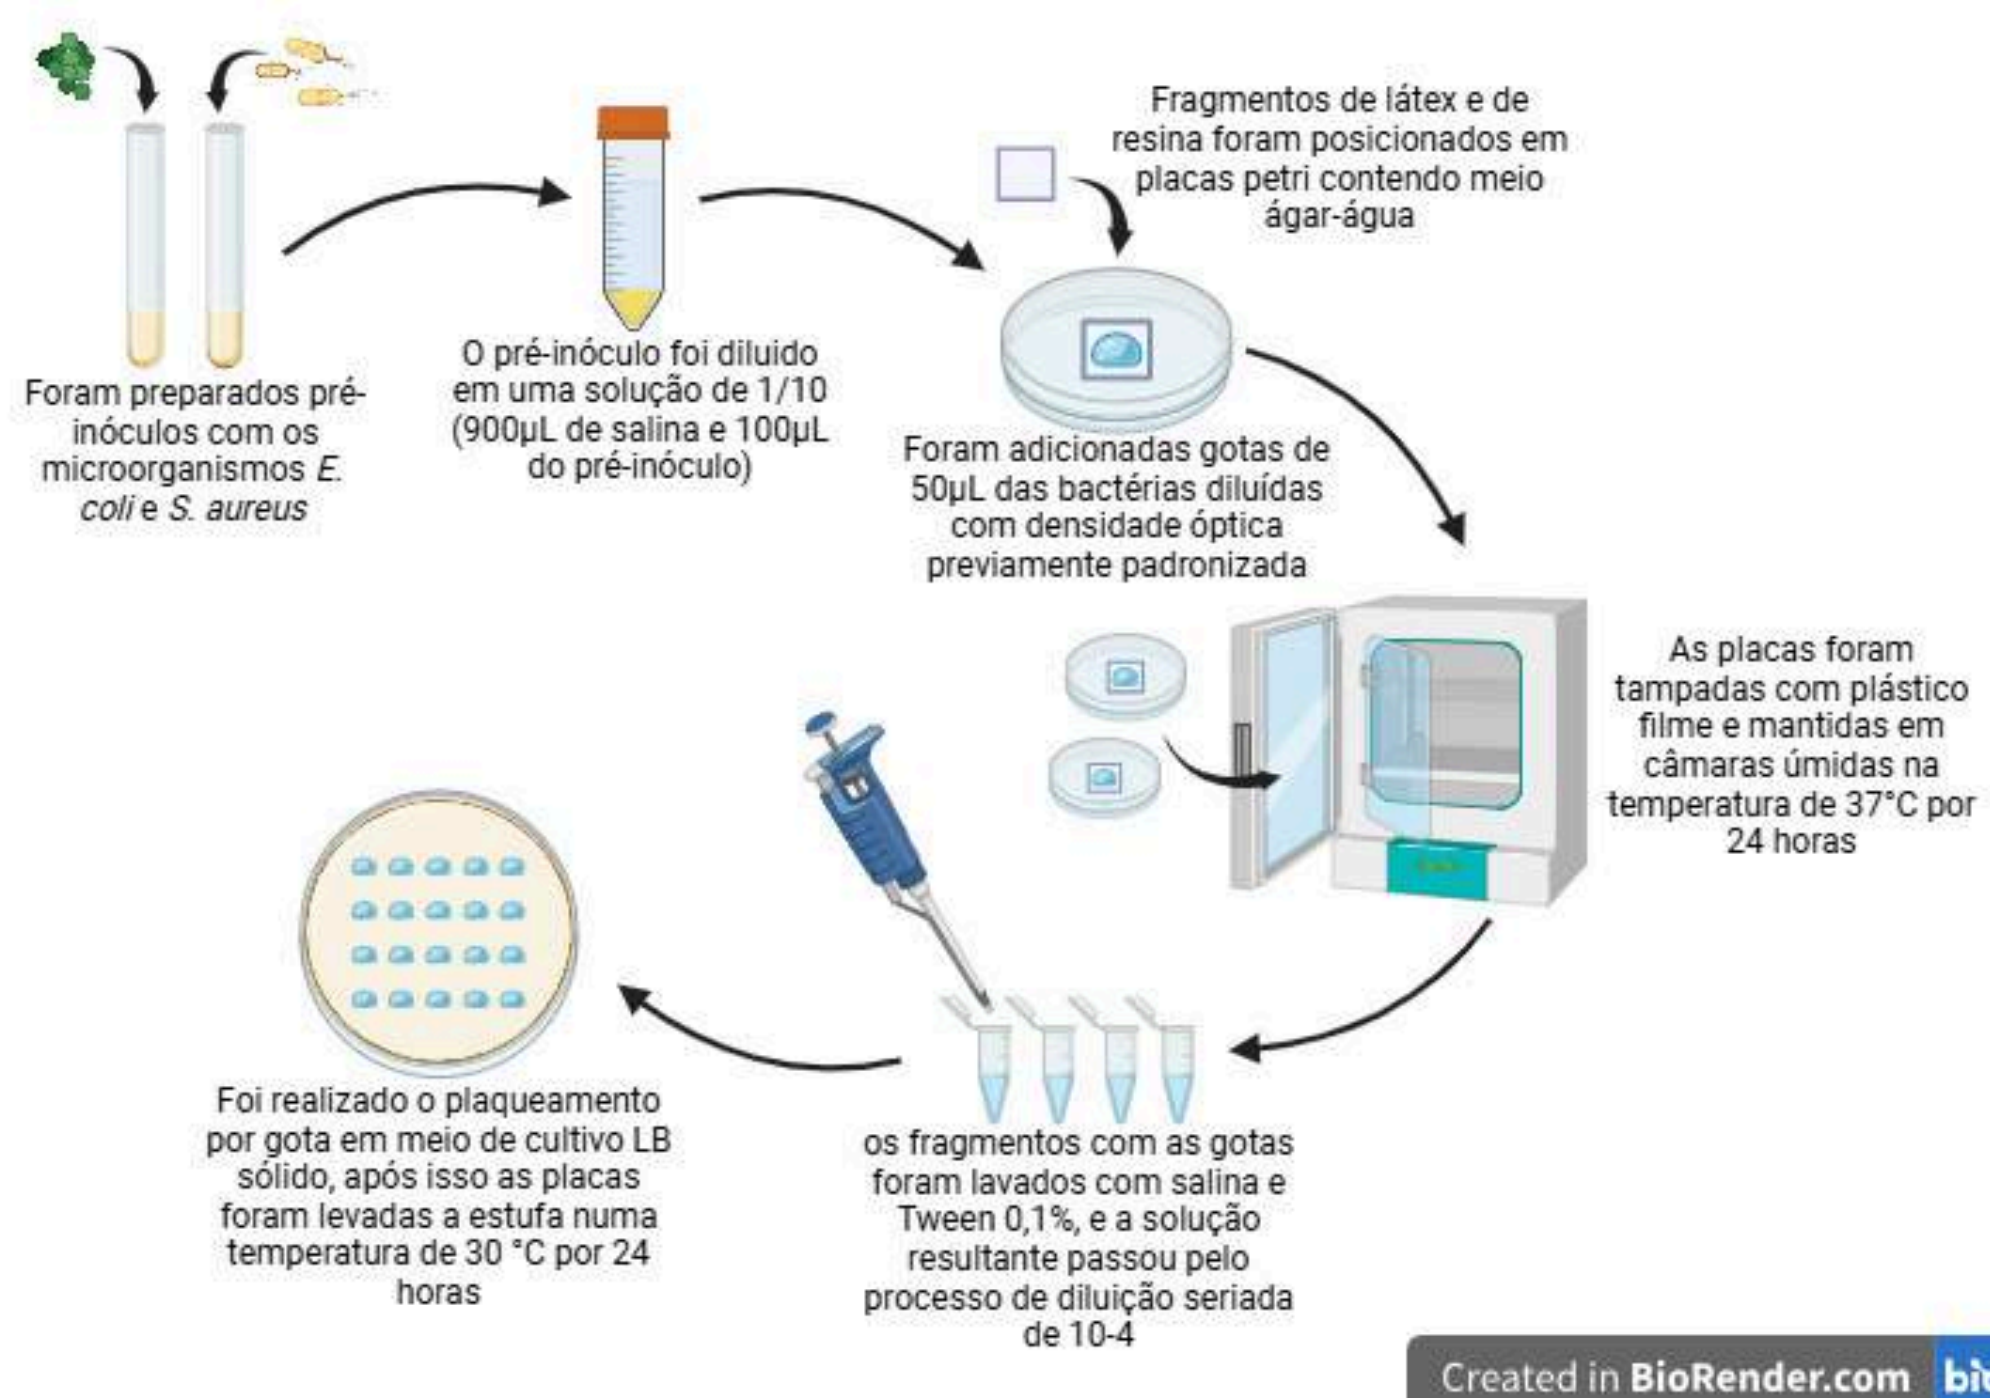 Foram preparados pré-
inóculos com os
microorganismos E.
coli e S. aureus
O pré-inóculo foi diluido
em uma solução de 1/10
(900µL de salina e 100µL
do pré-inóculo)
Fragmentos de látex e de
resina foram posicionados em
placas petri contendo meio
ágar-água
Foram adicionadas gotas de
50µL das bactérias diluídas
com densidade óptica
previamente padronizada
As placas foram
tampadas com plástico
filme e mantidas em
câmaras úmidas na
temperatura de 37°C por
24 horas
os fragmentos com as gotas
foram lavados com salina e
Tween 0,1%, e a solução
resultante passou pelo
processo de diluição seriada
de 10-4
Foi realizado o plaqueamento
por gota em meio de cultivo LB
sólido, após isso as placas
foram levadas a estufa numa
temperatura de 30 °C por 24
horas
Created in BioRender.com